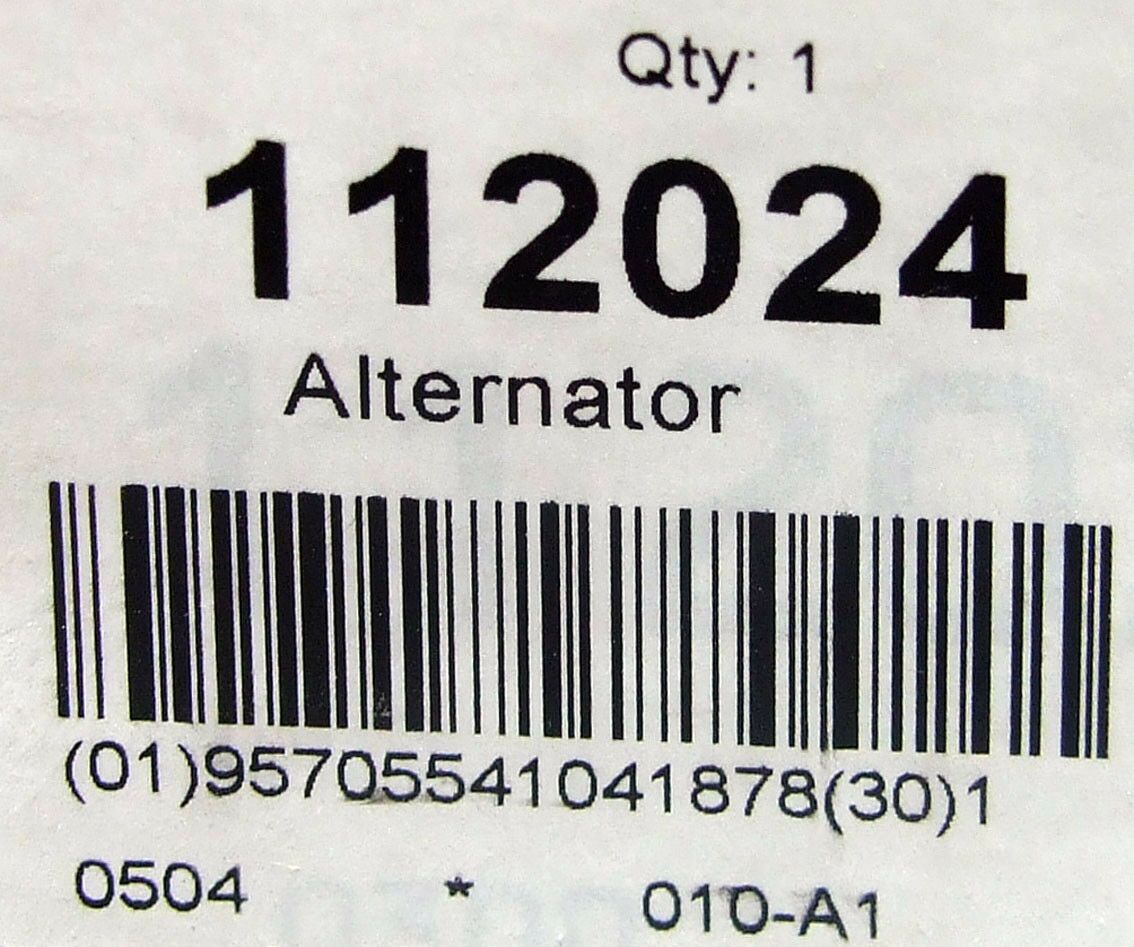 Qty: 1
112024
Alternator
(01)95705541041878(30)1
0504 * 010-A1